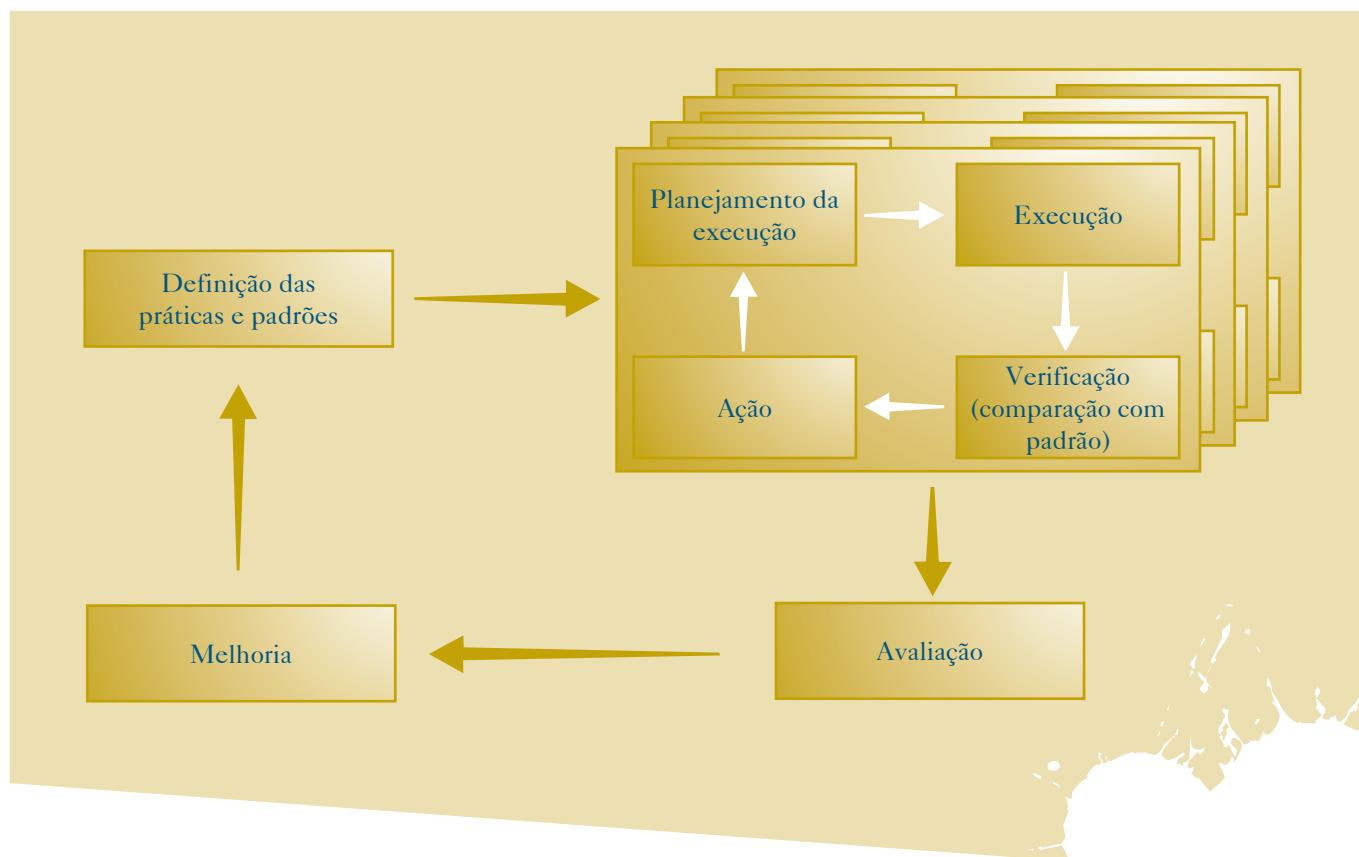 Planejamento da
execução
Execução
Definição das
práticas e padrões
Ação
Verificação
(comparação com
padrão)
Melhoria
Avaliação